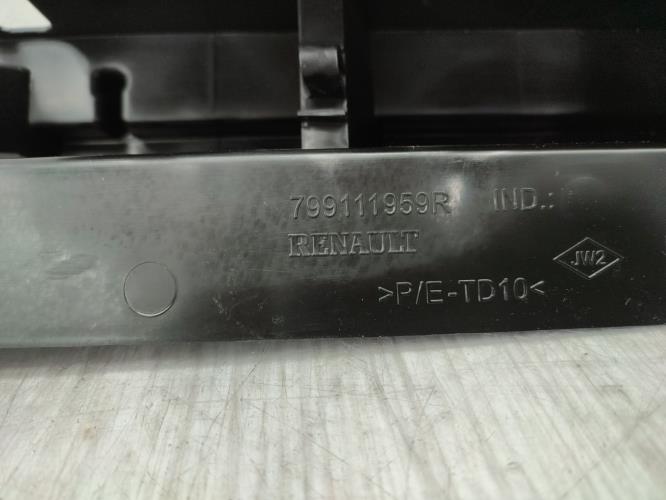 799111959R IND.:
RENAULT
JW2
>P/E-TD10<